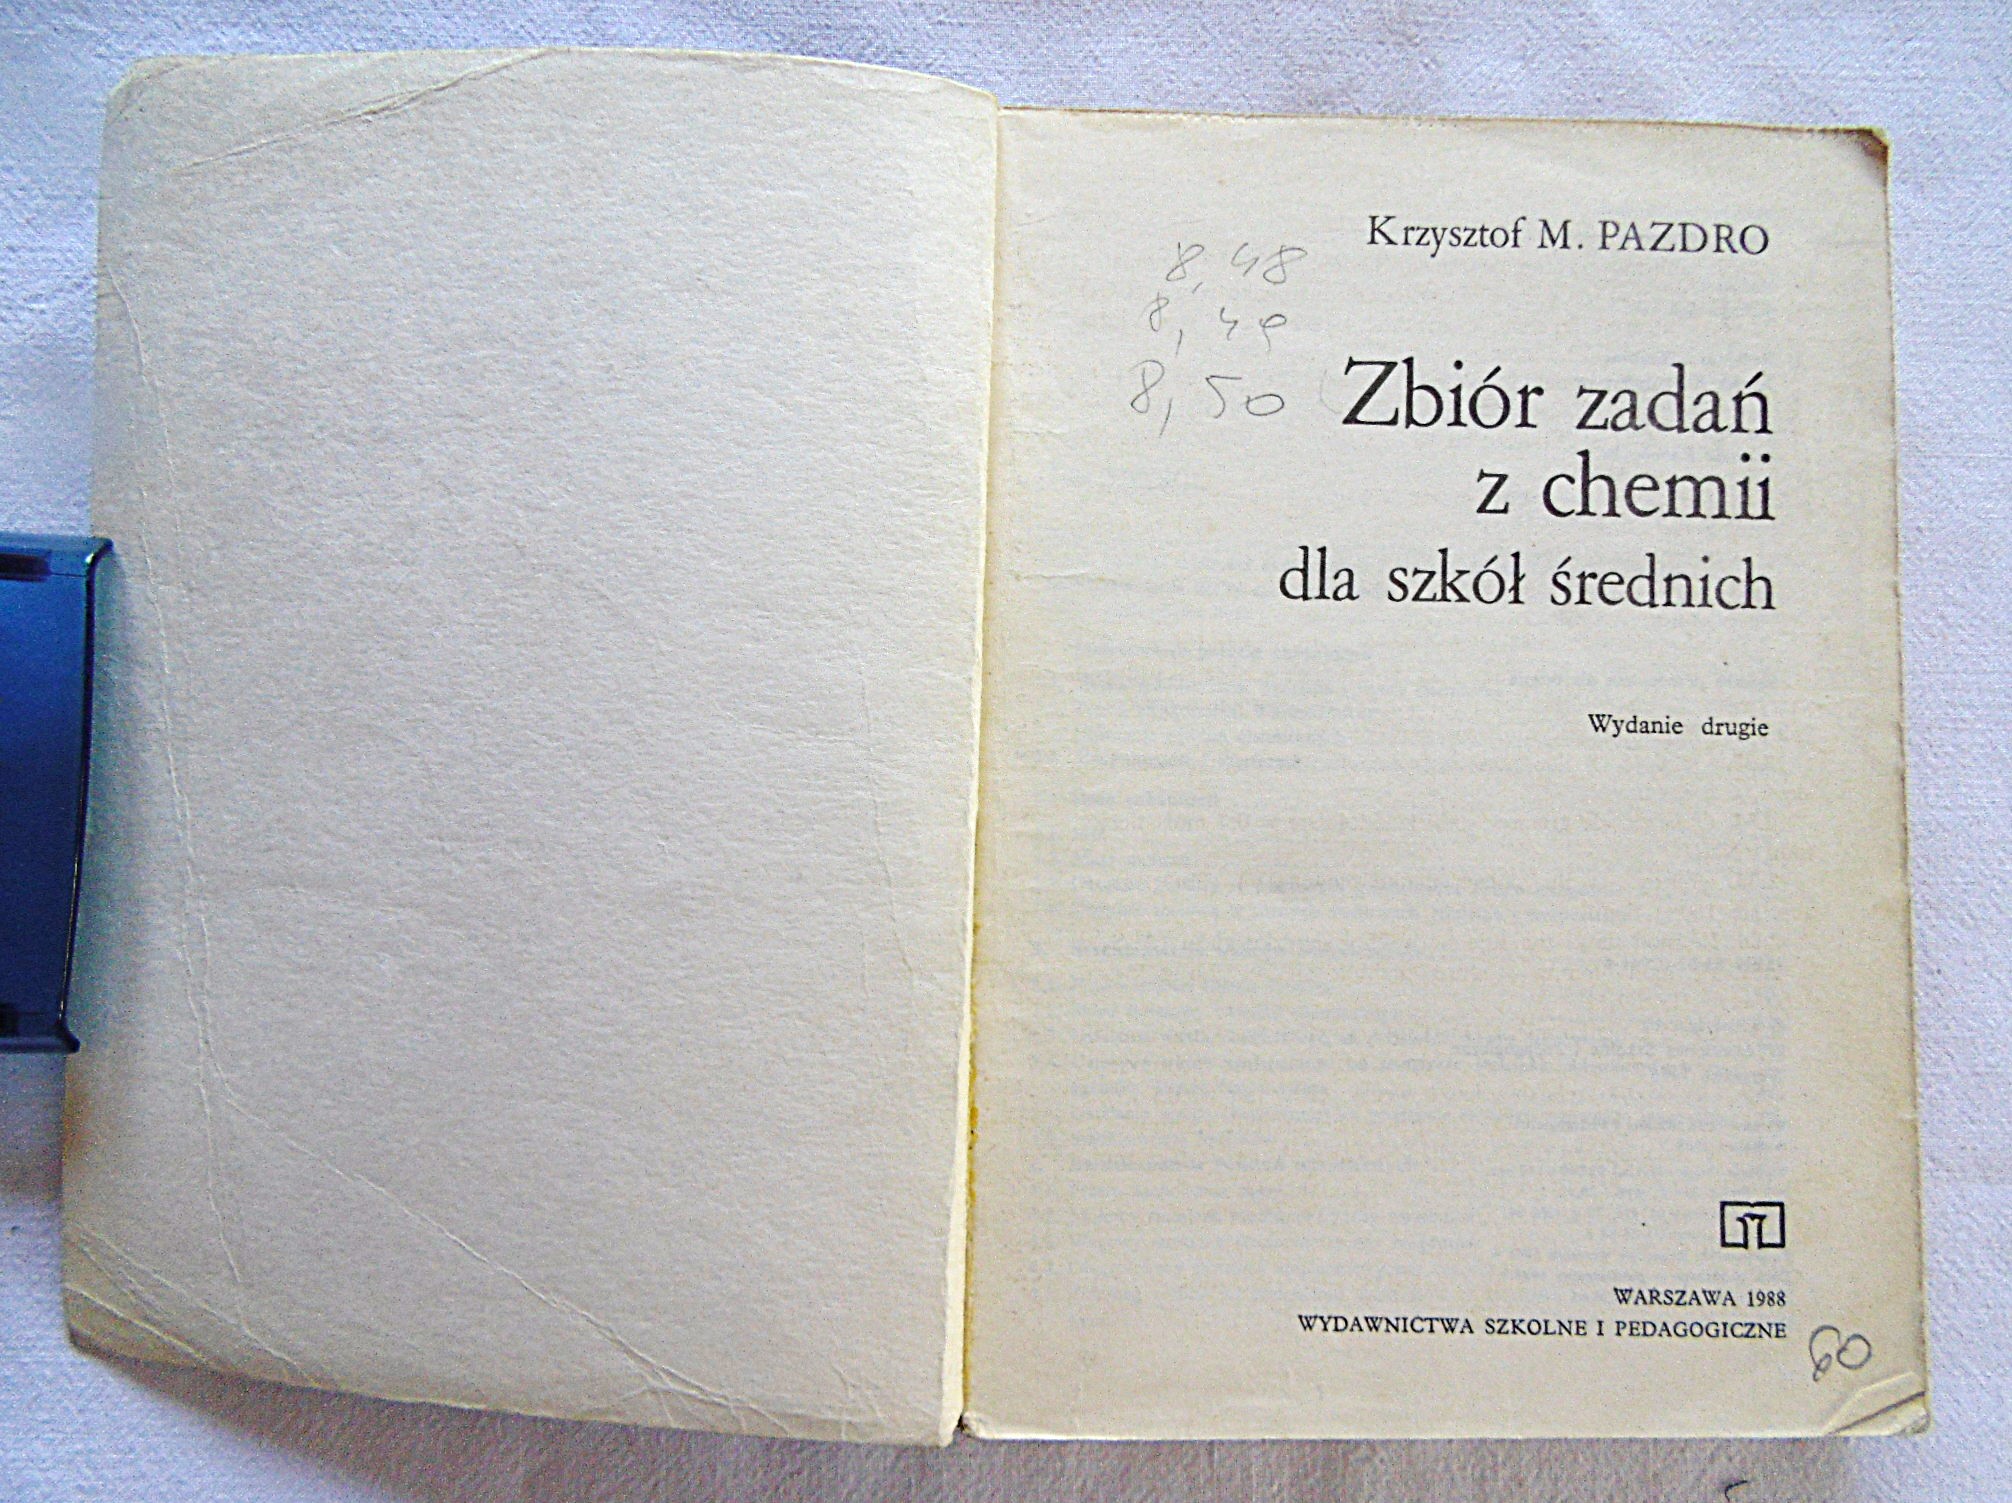 Krzysztof M. PAZDRO
8,48
8,49
8,50
Zbiór zadań
z chemii
dla szkół średnich
Wydanie drugie
WARSZAWA 1988
WYDAWNICTWA SZKOLNE I PEDAGOGICZNE
60